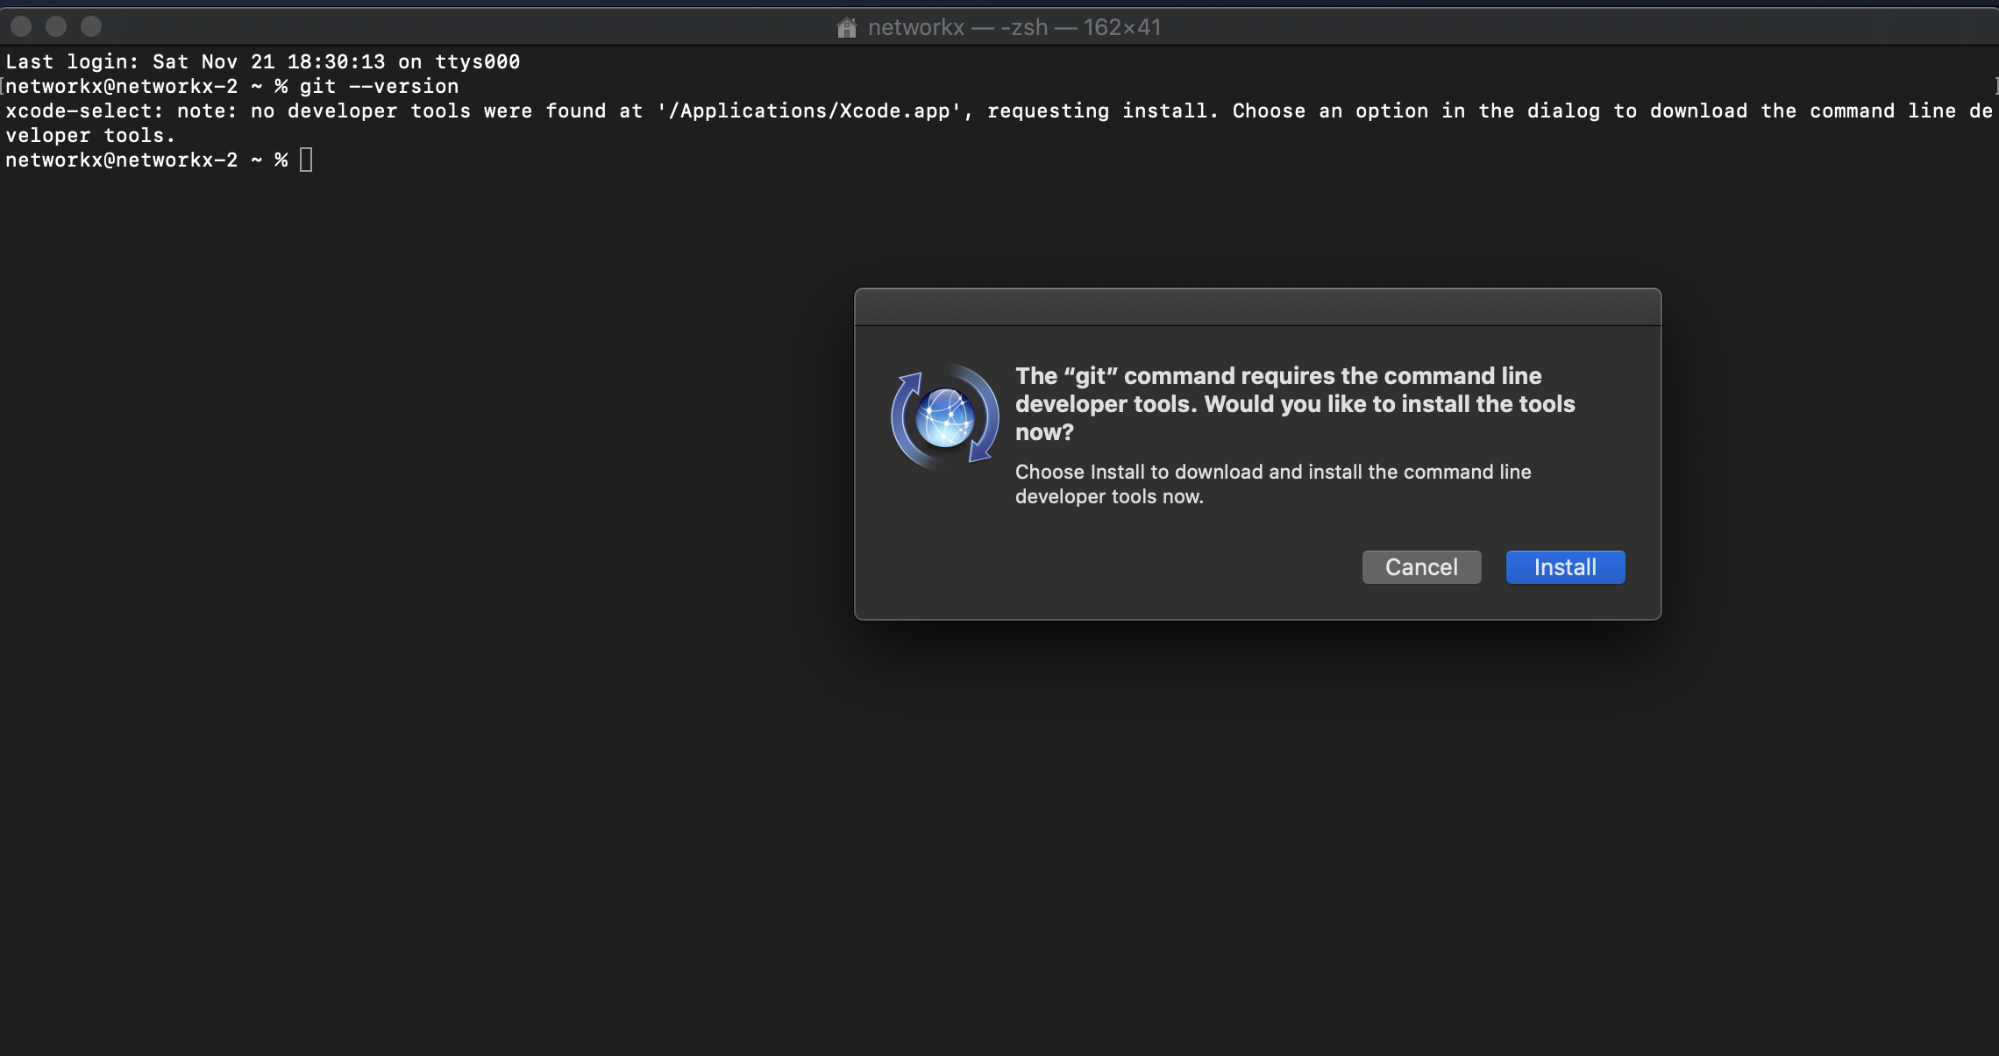 networkx — -zsh — 162×41
Last login: Sat Nov 21 18:30:13 on ttys000
[networkx@networkx-2 ~ % git --version ]
xcode-select: note: no developer tools were found at '/Applications/Xcode.app', requesting install. Choose an option in the dialog to download the command line de
veloper tools.
networkx@networkx-2 ~ %
The “git” command requires the command line
developer tools. Would you like to install the tools
now?
Choose Install to download and install the command line
developer tools now.
Cancel Install